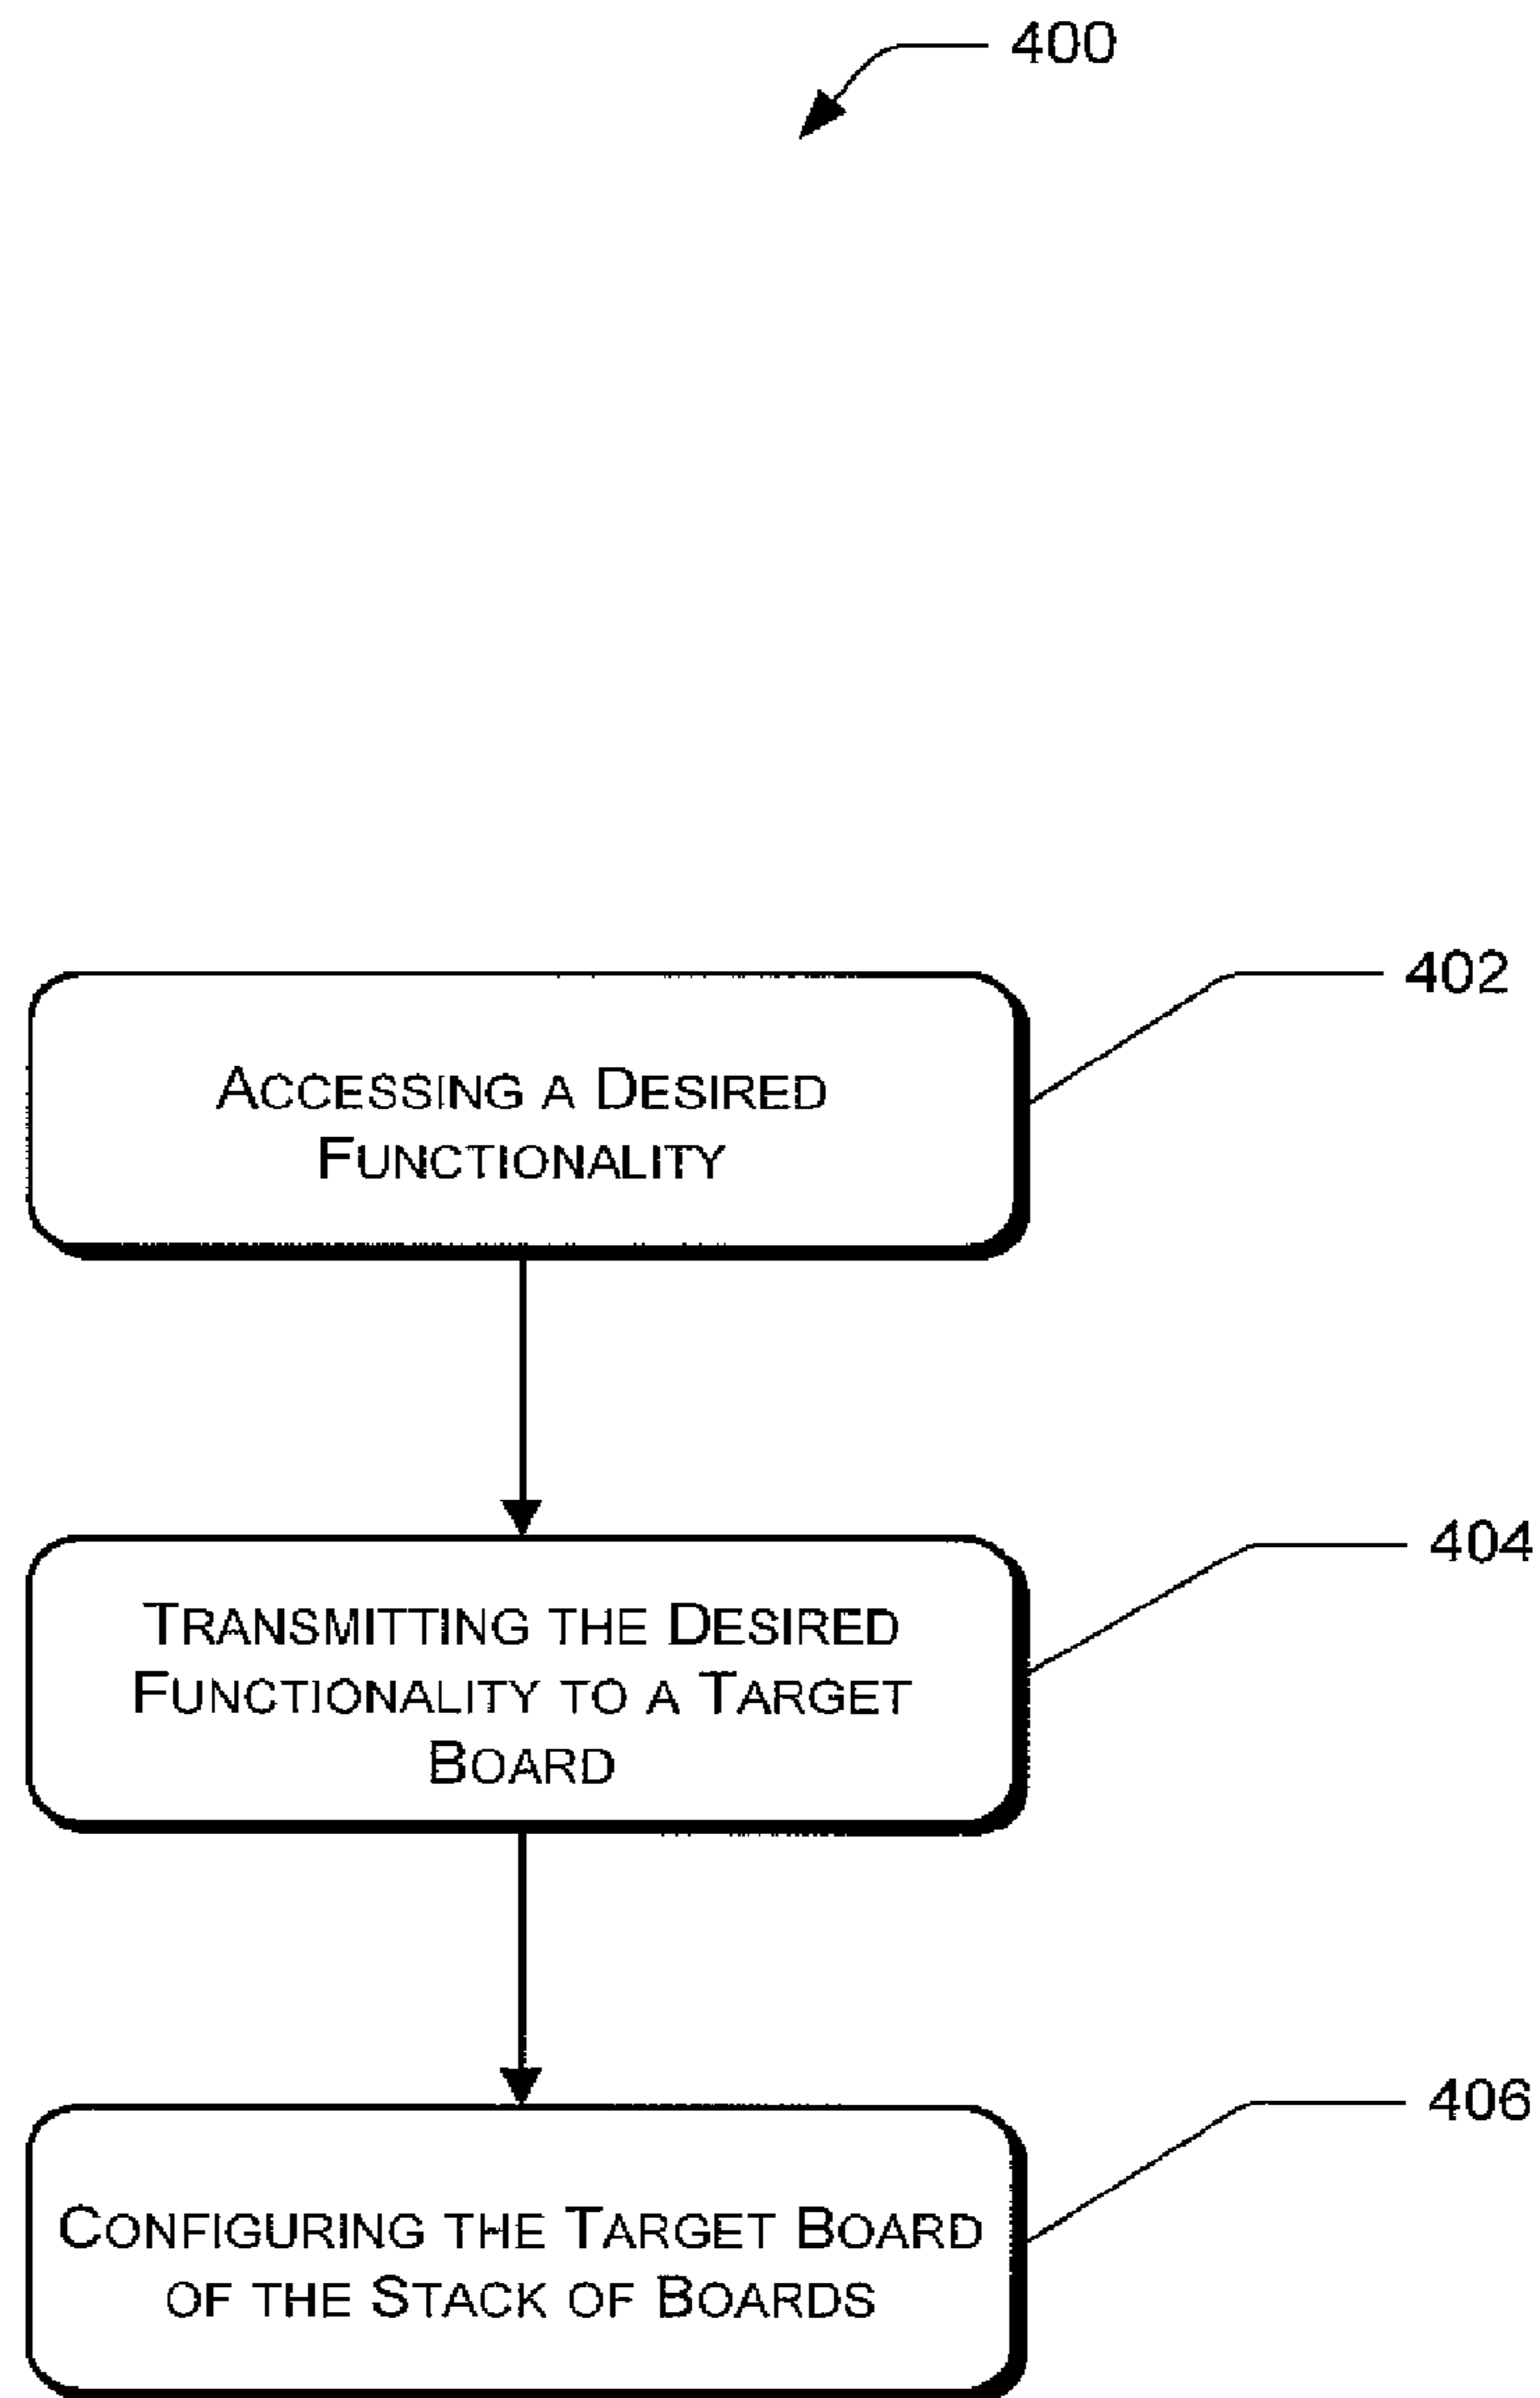 400
402
Accessing a Desired
Functionality
404
Transmitting the Desired
Functionality to a Target
Board
406
Configuring the Target Board
of the Stack of Boards